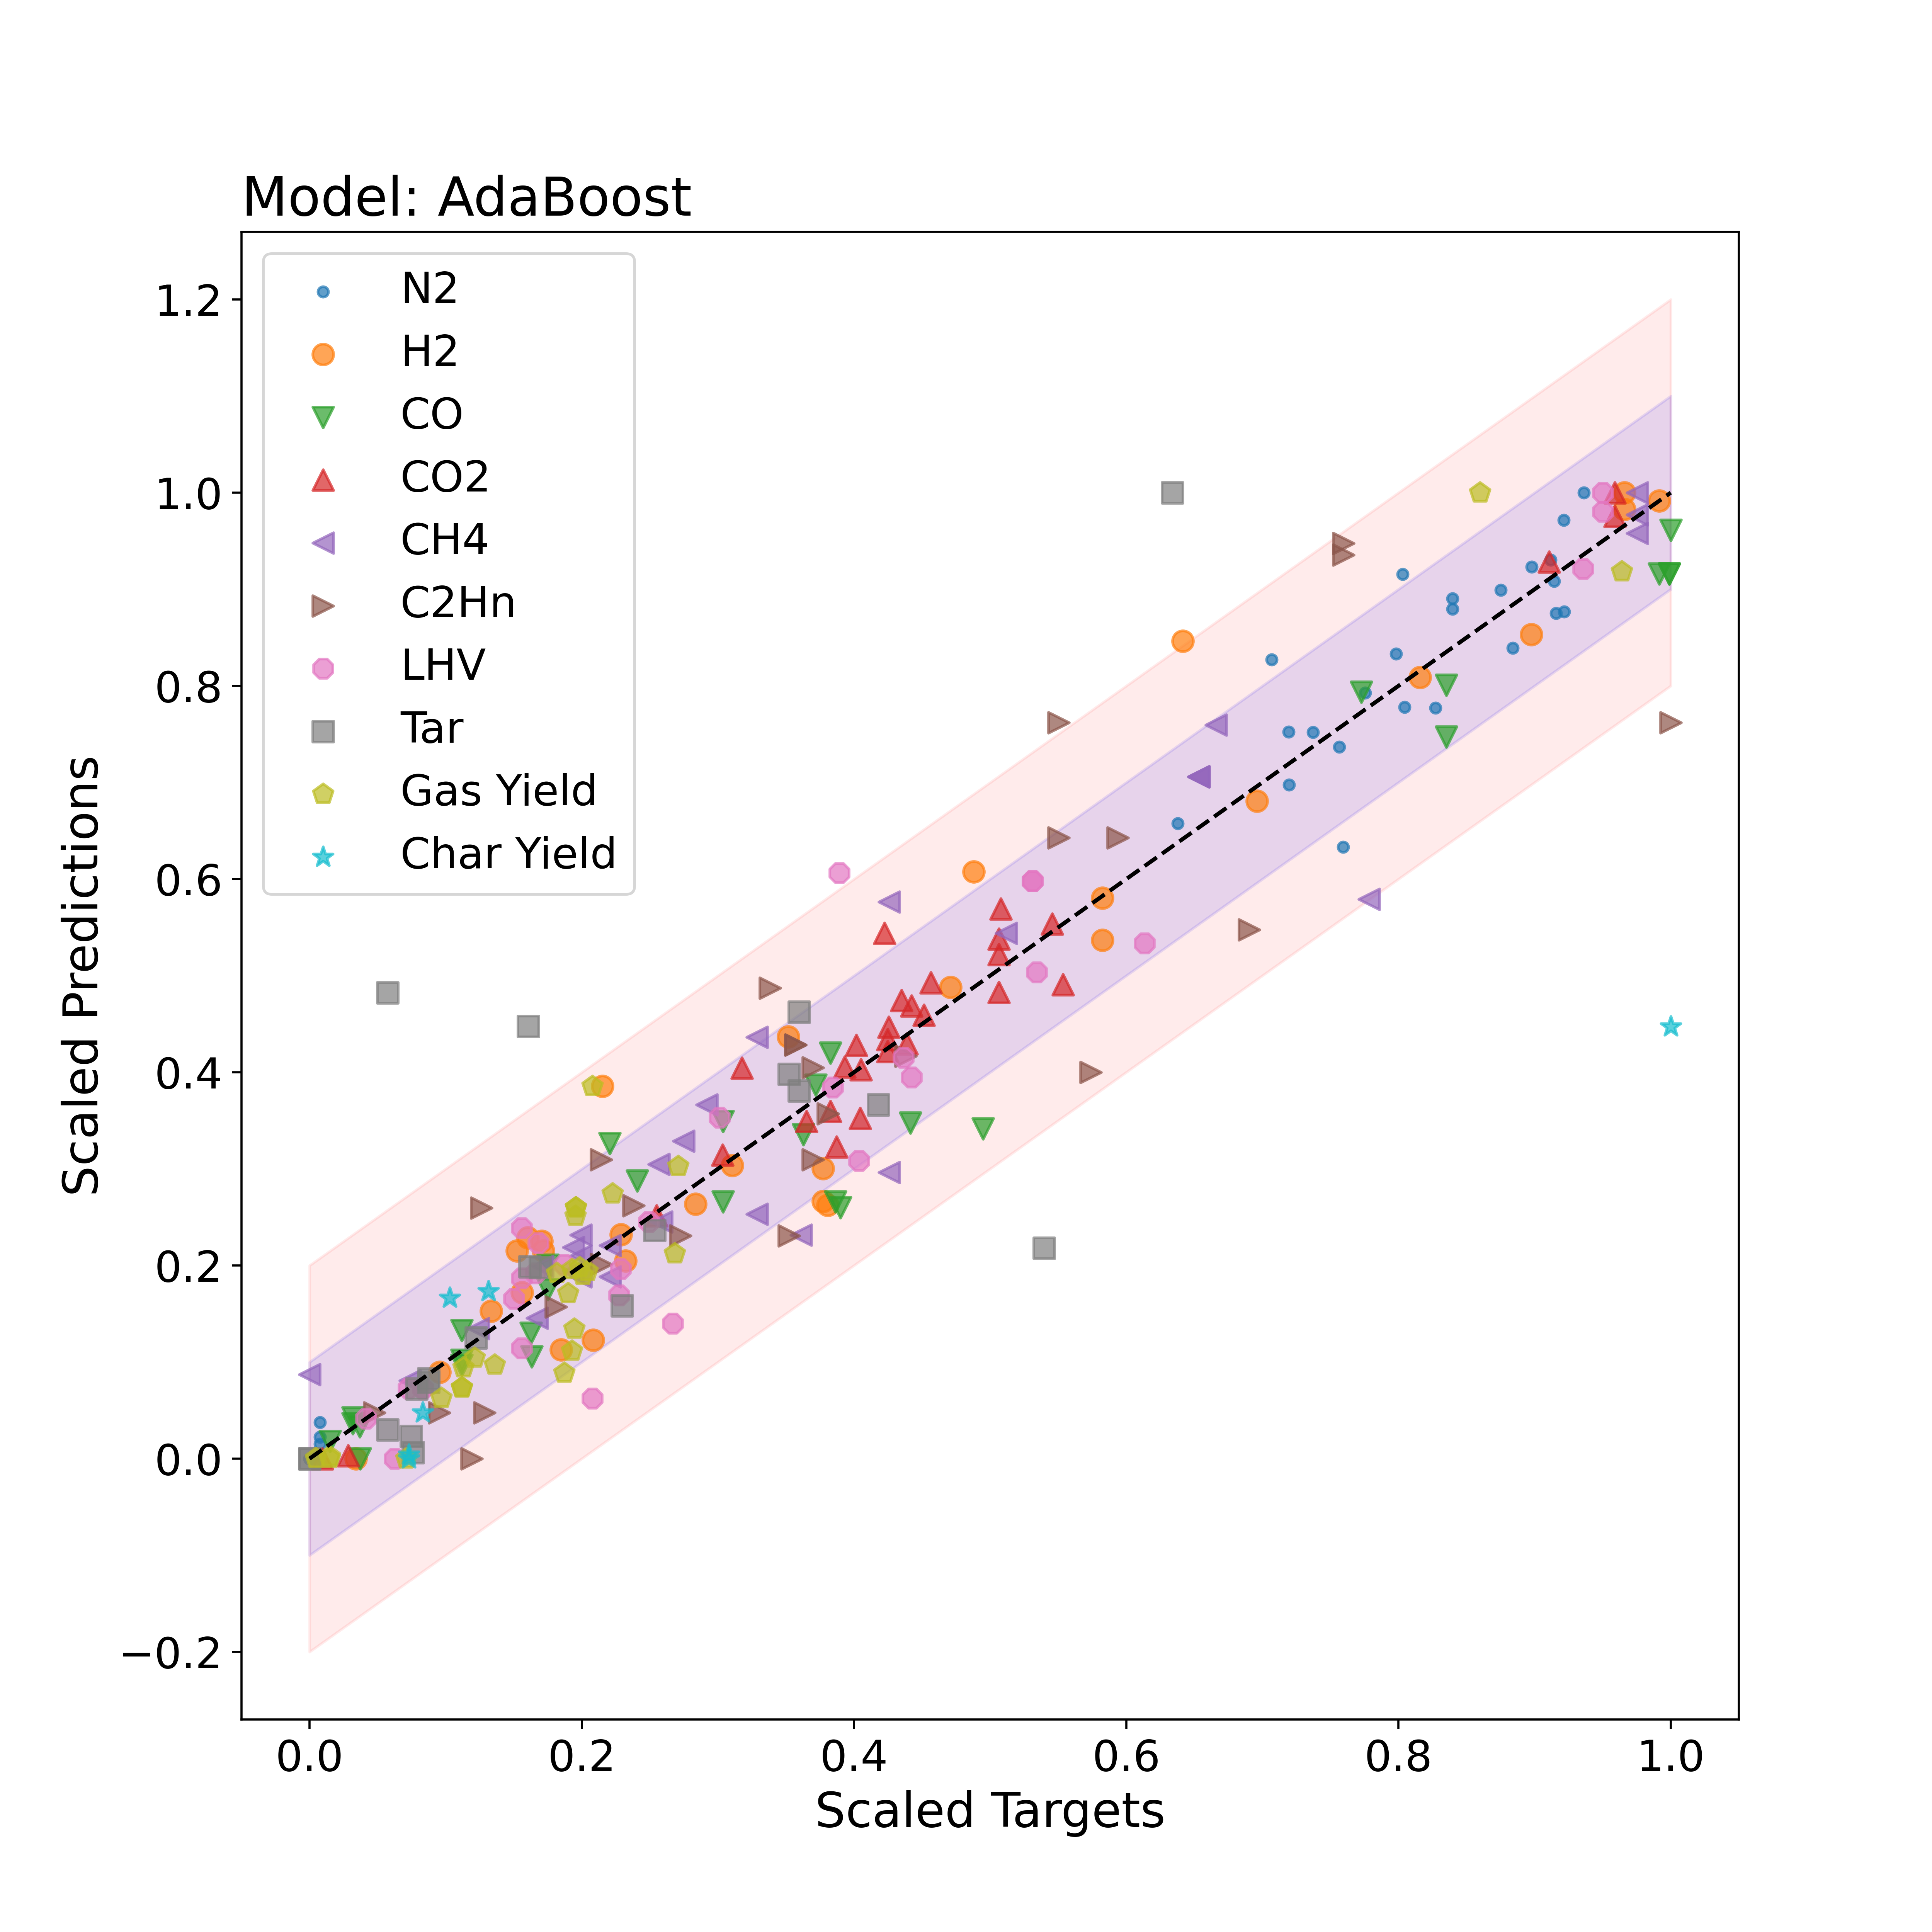 Model: AdaBoost
N2
H2
CO
CO2
CH4
C2Hn
LHV
Tar
Gas Yield
Char Yield
Scaled Predictions
1.2
1.0
0.8
0.6
0.4
0.2
0.0
−0.2
0.0 0.2 0.4 0.6 0.8 1.0
Scaled Targets